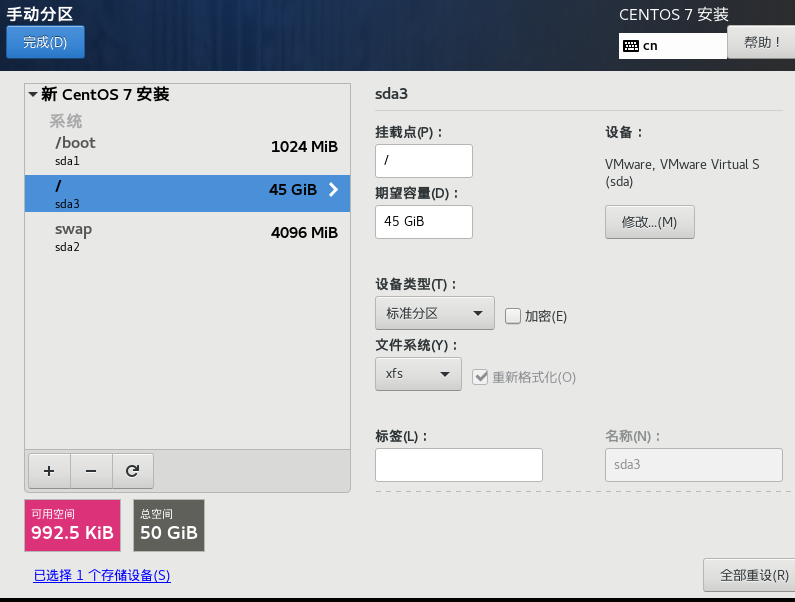 手动分区
CENTOS 7 安装
完成(D)
cn
帮助！
新 CentOS 7 安装
系统
/boot
1024 MiB
sda1
/
45 GiB
sda3
swap
4096 MiB
sda2
sda3
挂载点(P)：
/
期望容量(D)：
45 GiB
设备：
VMware, VMware Virtual S
(sda)
修改...(M)
设备类型(T)：
标准分区
加密(E)
文件系统(Y)：
xfs
重新格式化(O)
标签(L)：
名称(N)：
sda3
+
−
可用空间
992.5 KiB
总空间
50 GiB
已选择 1 个存储设备(S)
全部重设(R)